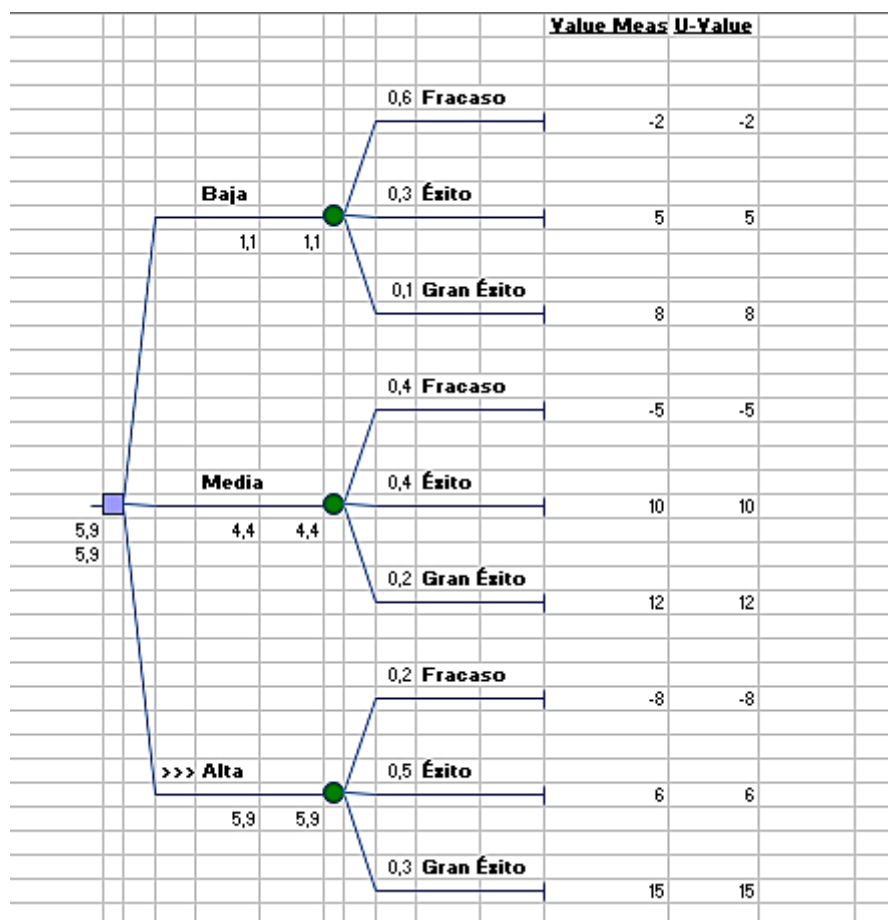 Value Meas U-Value
0,6 Fracaso
-2 -2
Baja 0,3 Éxito
5 5
1,1 1,1
0,1 Gran Éxito
8 8
0,4 Fracaso
-5 -5
Media 0,4 Éxito
10 10
5,9 4,4 4,4
5,9
0,2 Gran Éxito
12 12
0,2 Fracaso
-8 -8
>>> Alta 0,5 Éxito
6 6
5,9 5,9
0,3 Gran Éxito
15 15